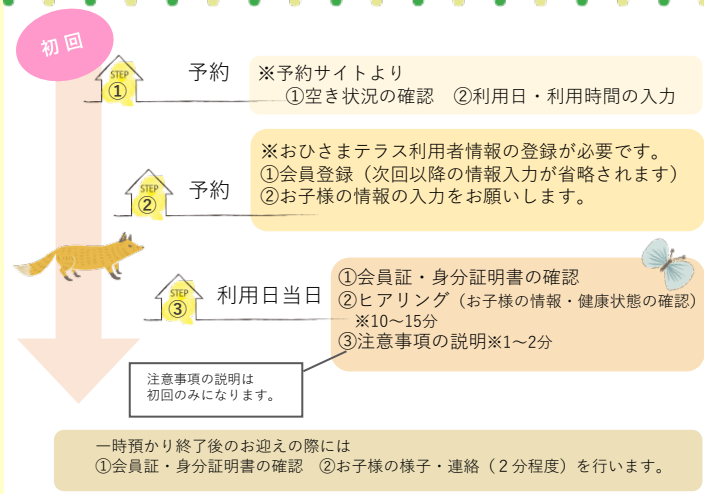 初回
STEP
①
予約
※予約サイトより
①空き状況の確認　②利用日・利用時間の入力
STEP
②
予約
※おひさまテラス利用者情報の登録が必要です。
①会員登録（次回以降の情報入力が省略されます）
②お子様の情報の入力をお願いします。
STEP
③
利用日当日
①会員証・身分証明書の確認
②ヒアリング（お子様の情報・健康状態の確認）
※10～15分
③注意事項の説明※1～2分
注意事項の説明は
初回のみになります。
一時預かり終了後のお迎えの際には
①会員証・身分証明書の確認　②お子様の様子・連絡（２分程度）を行います。